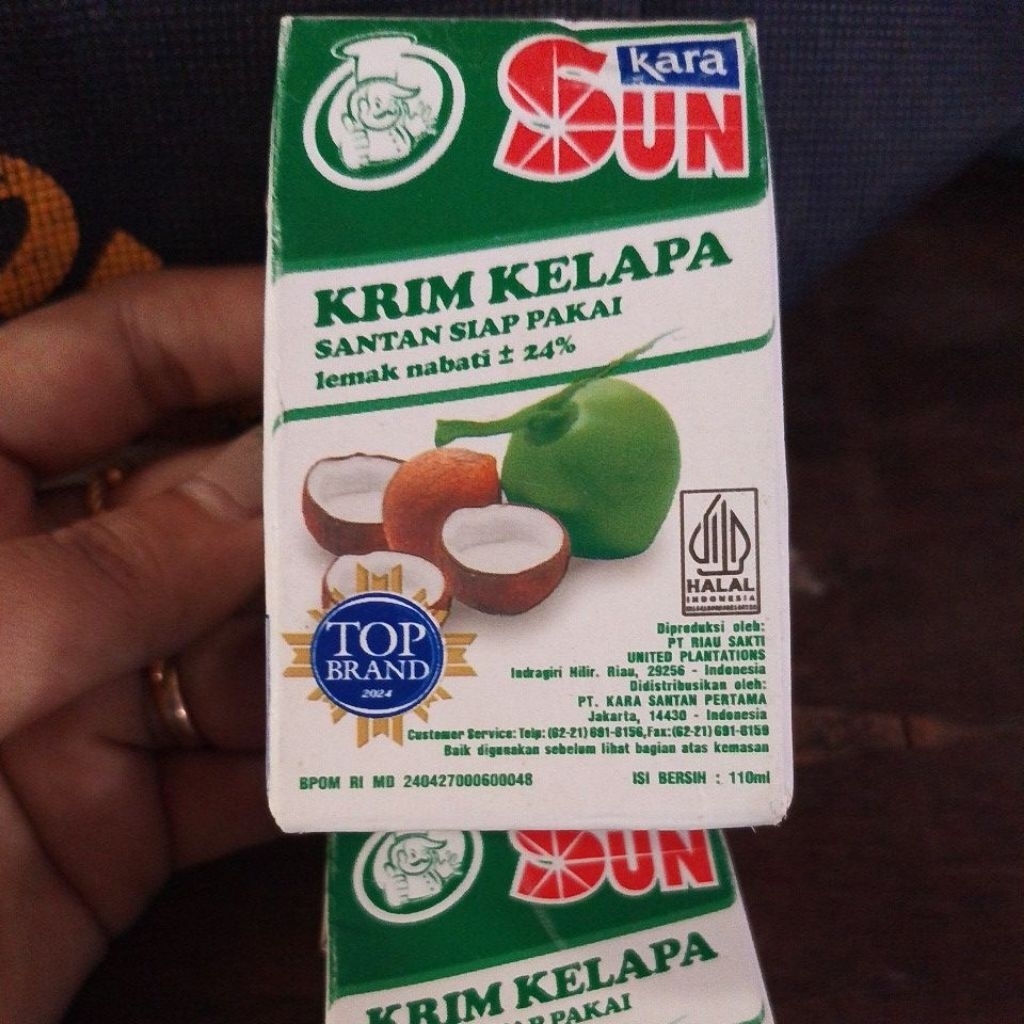 kara
SUN
KRIM KELAPA
SANTAN SIAP PAKAI
lemak nabati ± 24%
HALAL
INDONESIA
TOP
BRAND
2024
Diproduksi oleh:
PT RIAU SAKTI
UNITED PLANTATIONS
Indragiri Hilir. Riau, 29256 - Indonesia
Didistribusikan oleh:
PT. KARA SANTAN PERTAMA
Jakarta, 14430 - Indonesia
Customer Service: Telp: (62-21) 691-8156, Fax: (62-21) 691-8159
Baik digunakan sebelum lihat bagian atas kemasan
BPOM RI MD 240427000600048
ISI BERSIH : 110ml
SUN
KRIM KELAPA
PAKAI